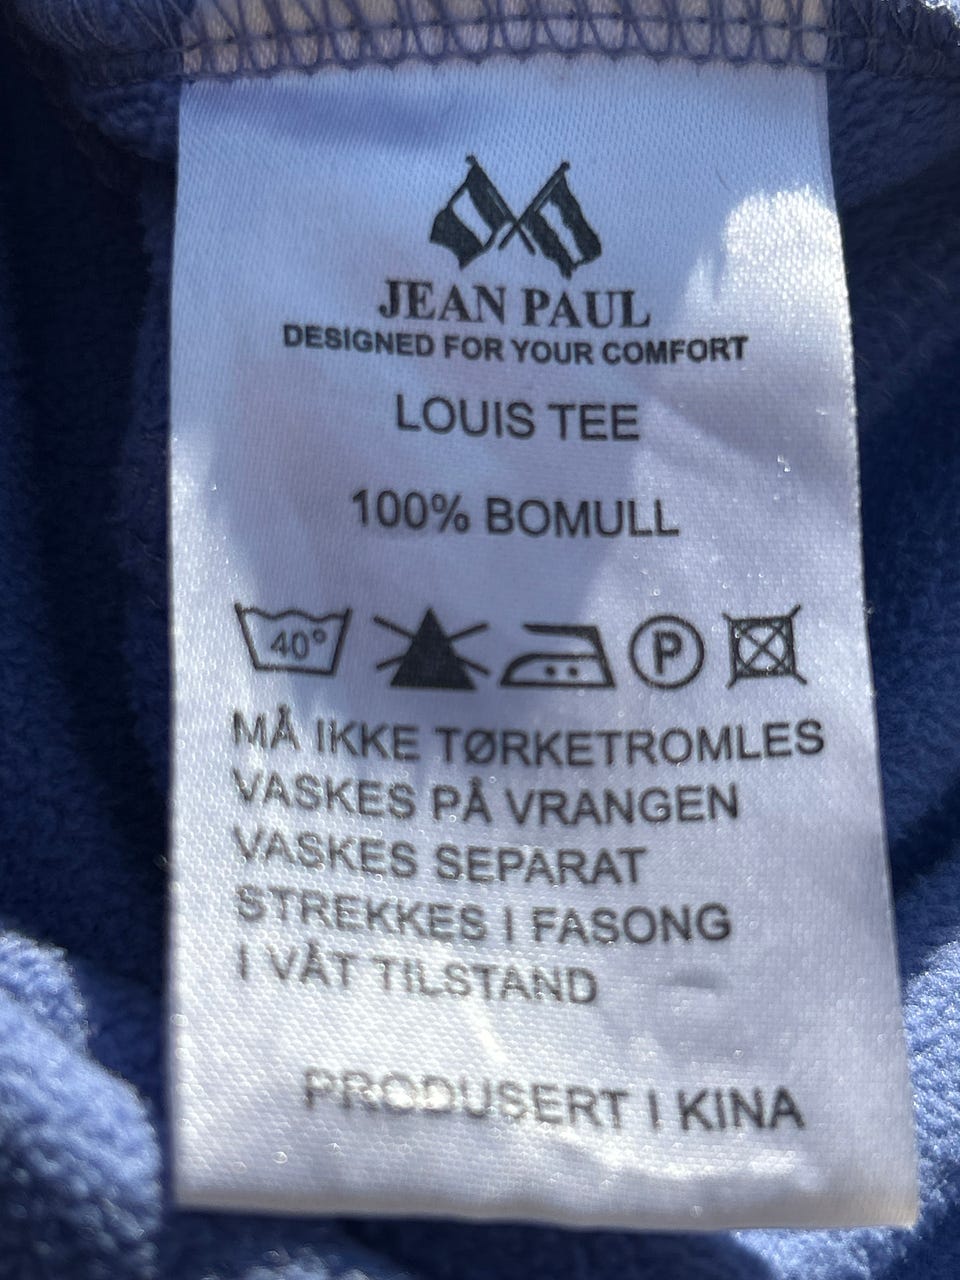 JEAN PAUL
DESIGNED FOR YOUR COMFORT
LOUIS TEE
100% BOMULL
40° P
MÅ IKKE TØRKETROMLES
VASKES PÅ VRANGEN
VASKES SEPARAT
STREKKES I FASONG
I VÅT TILSTAND
PRODUSERT I KINA